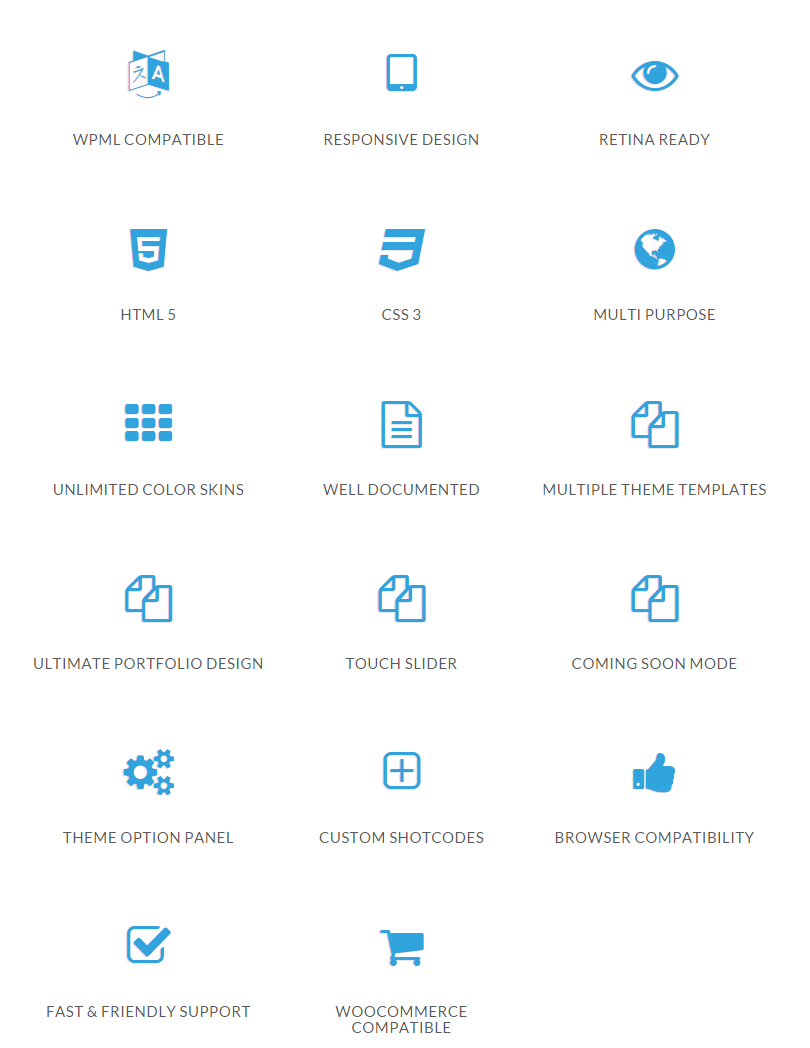 WPML COMPATIBLE
RESPONSIVE DESIGN
RETINA READY
HTML 5
CSS 3
MULTI PURPOSE
UNLIMITED COLOR SKINS
WELL DOCUMENTED
MULTIPLE THEME TEMPLATES
ULTIMATE PORTFOLIO DESIGN
TOUCH SLIDER
COMING SOON MODE
THEME OPTION PANEL
CUSTOM SHOTCODES
BROWSER COMPATIBILITY
FAST & FRIENDLY SUPPORT
WOOCOMMERCE
COMPATIBLE